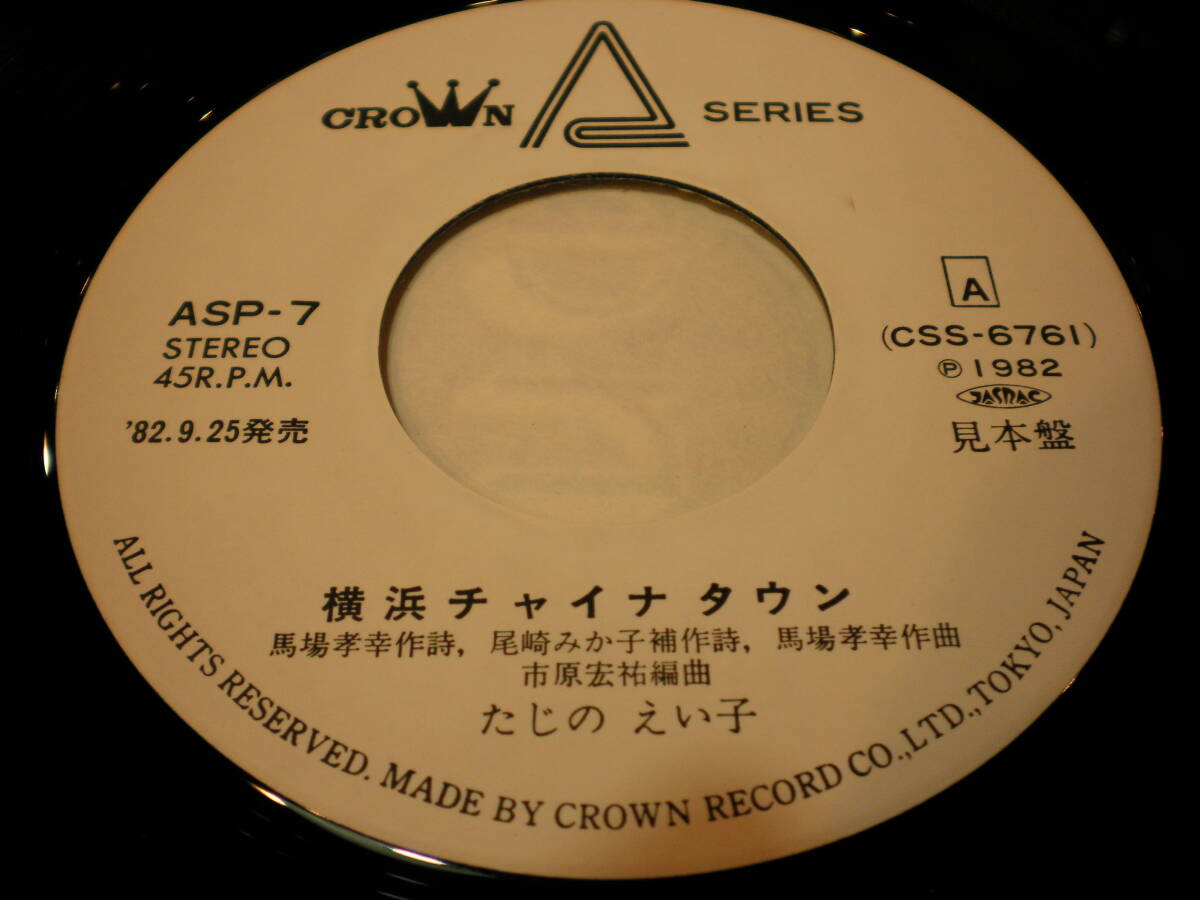 CROWN A SERIES
ASP-7
STEREO
45R.P.M.
'82.9.25発売
A
(CSS-6761)
Ⓟ1982
JASRAC
見本盤
横浜チャイナタウン
馬場孝幸作詩，尾崎みか子補作詩，馬場孝幸作曲
市原宏祐編曲
たじの えい子
ALL RIGHTS RESERVED. MADE BY CROWN RECORD CO.,LTD.,TOKYO, JAPAN